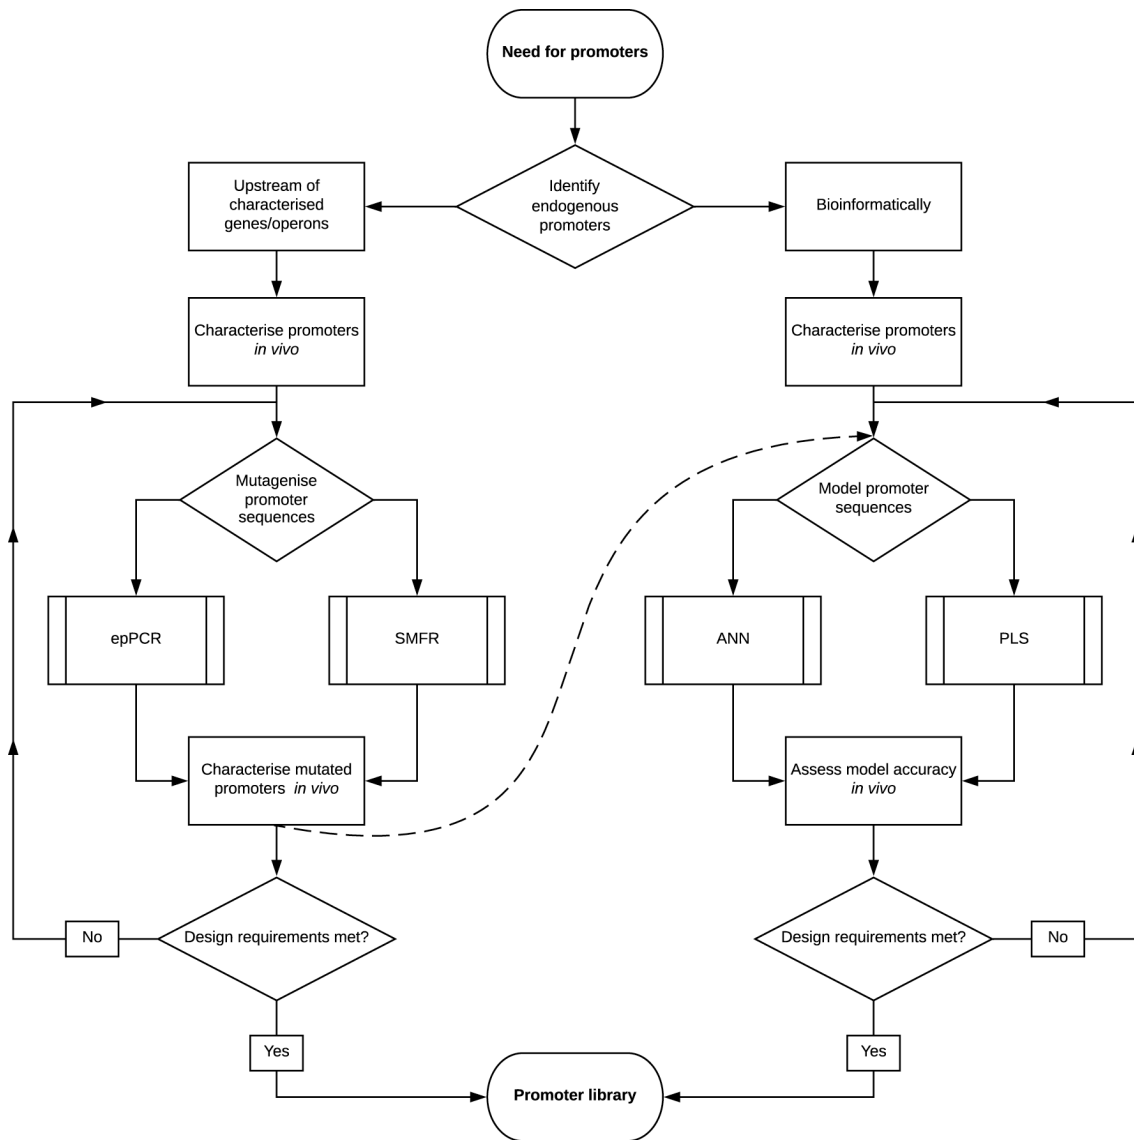 Need for promoters
Upstream of
characterised
genes/operons
Identify
endogenous
promoters
Bioinformatically
Characterise promoters
in vivo
Characterise promoters
in vivo
Mutagenise
promoter
sequences
Model promoter
sequences
epPCR
SMFR
ANN
PLS
Characterise mutated
promoters in vivo
Assess model accuracy
in vivo
No
Design requirements met?
Design requirements met?
No
Yes
Yes
Promoter library